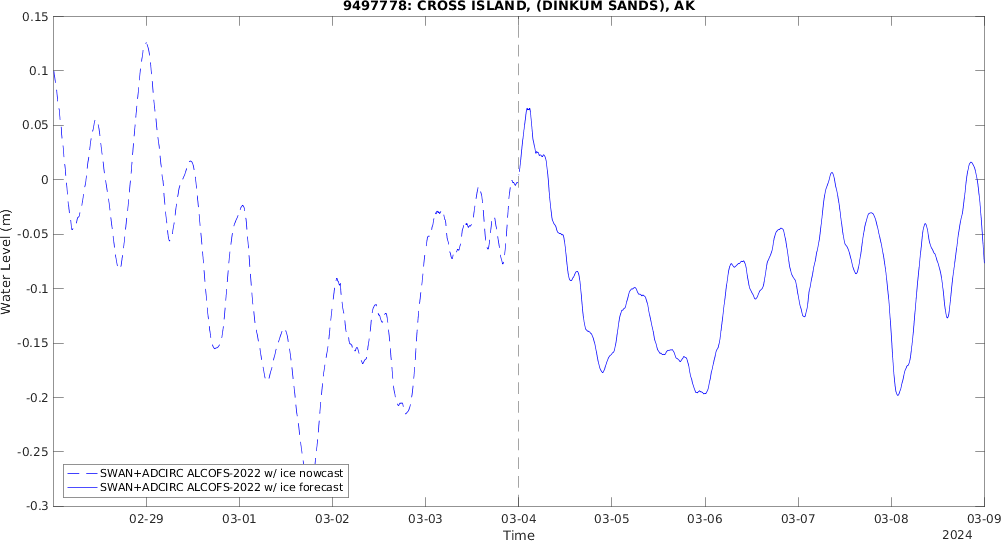 9497778: CROSS ISLAND, (DINKUM SANDS), AK
0.15
0.1
0.05
0
-0.05
-0.1
-0.15
-0.2
-0.25
-0.3
Water Level (m)
SWAN+ADCIRC ALCOFS-2022 w/ ice nowcast
SWAN+ADCIRC ALCOFS-2022 w/ ice forecast
02-29 03-01 03-02 03-03 03-04 03-05 03-06 03-07 03-08 03-09
Time
2024